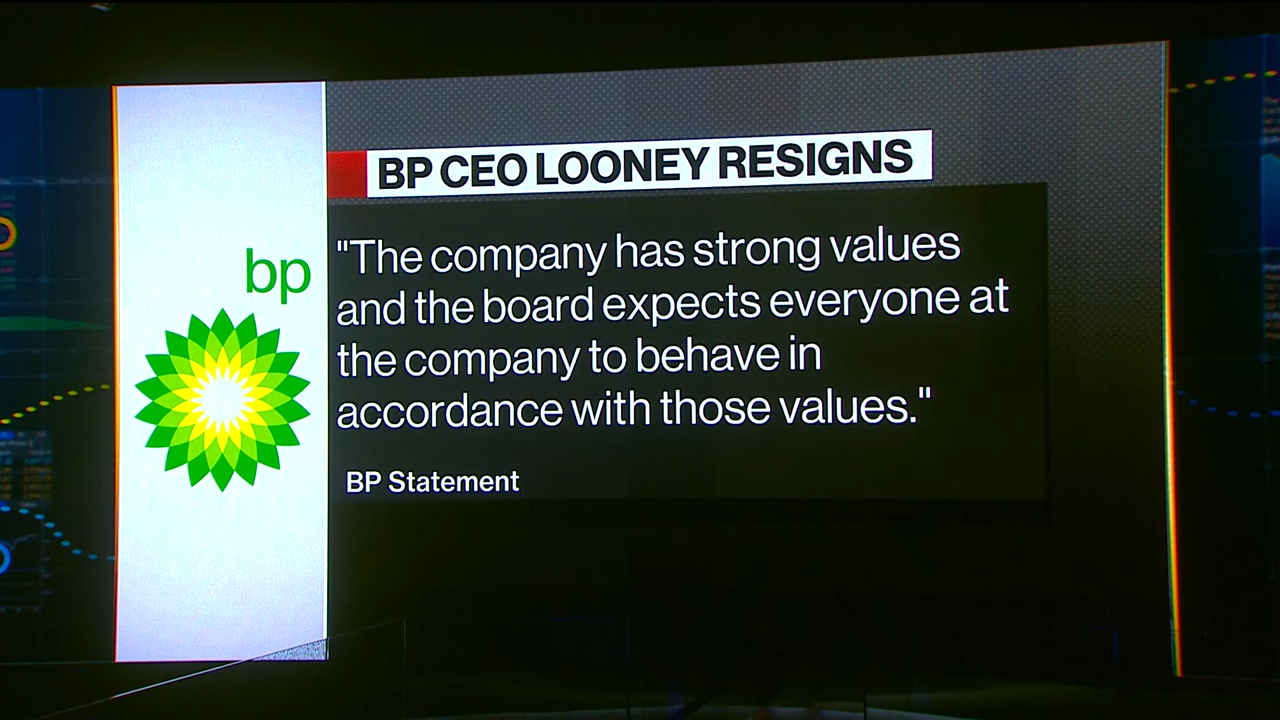 BP CEO LOONEY RESIGNS
bp
"The company has strong values
and the board expects everyone at
the company to behave in
accordance with those values."
BP Statement